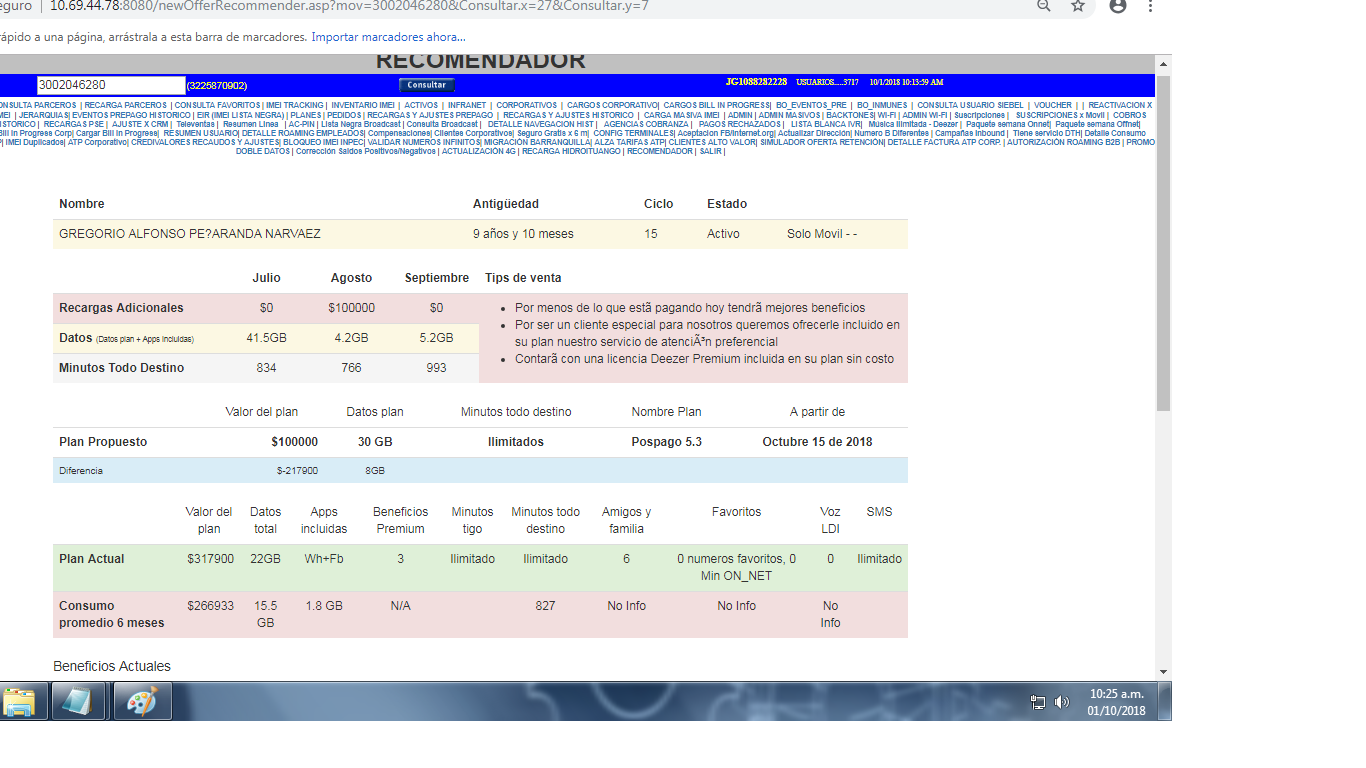 eguro | 10.69.44.78:8080/newOfferRecommender.asp?mov=3002046280&Consultar.x=27&Consultar.y=7
ápido a una página, arrástrala a esta barra de marcadores. Importar marcadores ahora...
RECOMENDADOR
3002046280 (3225870902) Consultar JG1088282228 USUARIOS.....3717 10/1/2018 10:13:59 AM
ONSULTA PARCEROS | RECARGA PARCEROS | CONSULTA FAVORITOS| IMEI TRACKING | INVENTARIO IMEI | ACTIVOS | INFRANET | CORPORATIVOS | CARGOS CORPORATIVO| CARGOS BILL IN PROGRESS| BO_EVENTOS_PRE | BO_INMUNES | CONSULTA USUARIO SIEBEL | VOUCHER | | REACTIVACION X
MEI | JERARQUIAS| EVENTOS PREPAGO HISTORICO | EIR (IMEI LISTA NEGRA) | PLANES | PEDIDOS | RECARGAS Y AJUSTES PREPAGO | RECARGAS Y AJUSTES HISTORICO | CARGA MASIVA IMEI | ADMIN | ADMIN MASIVOS | BACKTONES| WI-FI | ADMIN WI-FI | Suscripciones | SUSCRIPCIONES x Movil | COBROS
ISTÓRICO | RECARGAS PSE | AJUSTE X CRM | Televentas | Resumen Linea | AC-PIN | Lista Negra Broadcast | Consulta Broadcast | DETALLE NAVEGACION HIST | AGENCIAS COBRANZA | PAGOS RECHAZADOS | LISTA BLANCA IVR| Musica Ilimitada - Deezer | Paquete semana Onnet| Paquete semana Offnet|
Bill In Progress Corp| Cargar Bill In Progress| RESUMEN USUARIO| DETALLE ROAMING EMPLEADOS| Compensaciones| Clientes Corporativos| Seguro Gratis x 6 m| CONFIG TERMINALES| Aceptacion FB/Internet.org| Actualizar Dirección| Numero B Diferentes | Campañas Inbound | Tiene servicio DTH| Detalle Consumo
P| IMEI Duplicados| ATP Corporativo| CREDIVALORES RECAUDOS Y AJUSTES| BLOQUEO IMEI INPEC| VALIDAR NUMEROS INFINITOS| MIGRACIÓN BARRANQUILLA| ALZA TARIFAS ATP| CLIENTES ALTO VALOR| SIMULADOR OFERTA RETENCIÓN| DETALLE FACTURA ATP CORP. | AUTORIZACIÓN ROAMING B2B | PROMO
DOBLE DATOS | Corrección Saldos Positivos/Negativos | ACTUALIZACIÓN 4G | RECARGA HIDROITUANGO | RECOMENDADOR | SALIR |
Nombre Antigüedad Ciclo Estado
GREGORIO ALFONSO PE?ARANDA NARVAEZ 9 años y 10 meses 15 Activo Solo Movil - -
Julio Agosto Septiembre Tips de venta
Recargas Adicionales $0 $100000 $0
Datos (Datos plan + Apps incluidas) 41.5GB 4.2GB 5.2GB
Minutos Todo Destino 834 766 993
• Por menos de lo que estã pagando hoy tendrã mejores beneficios
• Por ser un cliente especial para nosotros queremos ofrecerle incluido en
su plan nuestro servicio de atenciÃ³n preferencial
• Contarã con una licencia Deezer Premium incluida en su plan sin costo
Valor del plan Datos plan Minutos todo destino Nombre Plan A partir de
Plan Propuesto $100000 30 GB Ilimitados Pospago 5.3 Octubre 15 de 2018
Diferencia $-217900 8GB
Valor del Datos Apps Beneficios Minutos Minutos todo Amigos y Favoritos Voz SMS
plan total incluidas Premium tigo destino familia LDI
Plan Actual $317900 22GB Wh+Fb 3 Ilimitado Ilimitado 6 0 numeros favoritos, 0 0 Ilimitado
Min ON_NET
Consumo $266933 15.5 1.8 GB N/A 827 No Info No Info No
promedio 6 meses GB Info
Beneficios Actuales
10:25 a.m.
01/10/2018